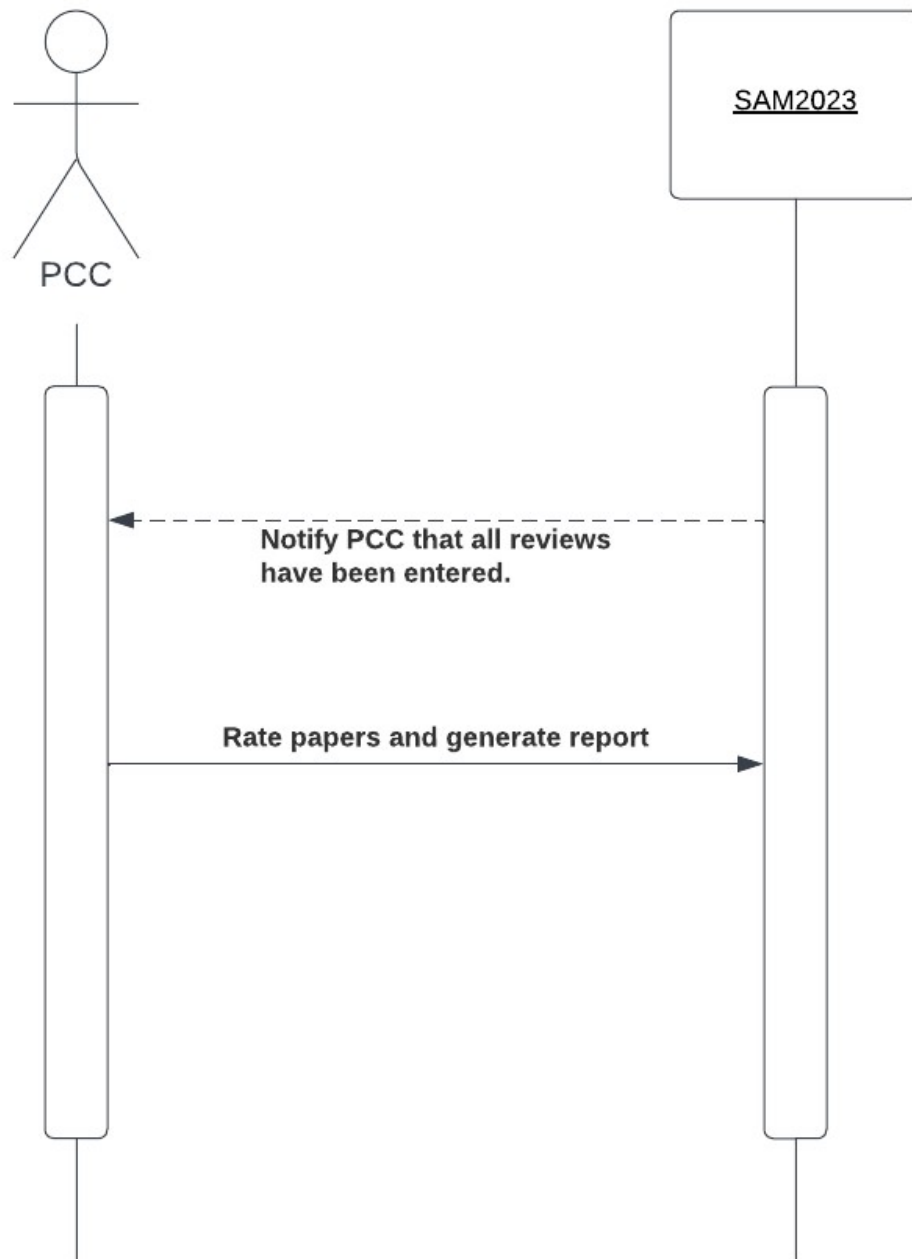 SAM2023
PCC
Notify PCC that all reviews
have been entered.
Rate papers and generate report